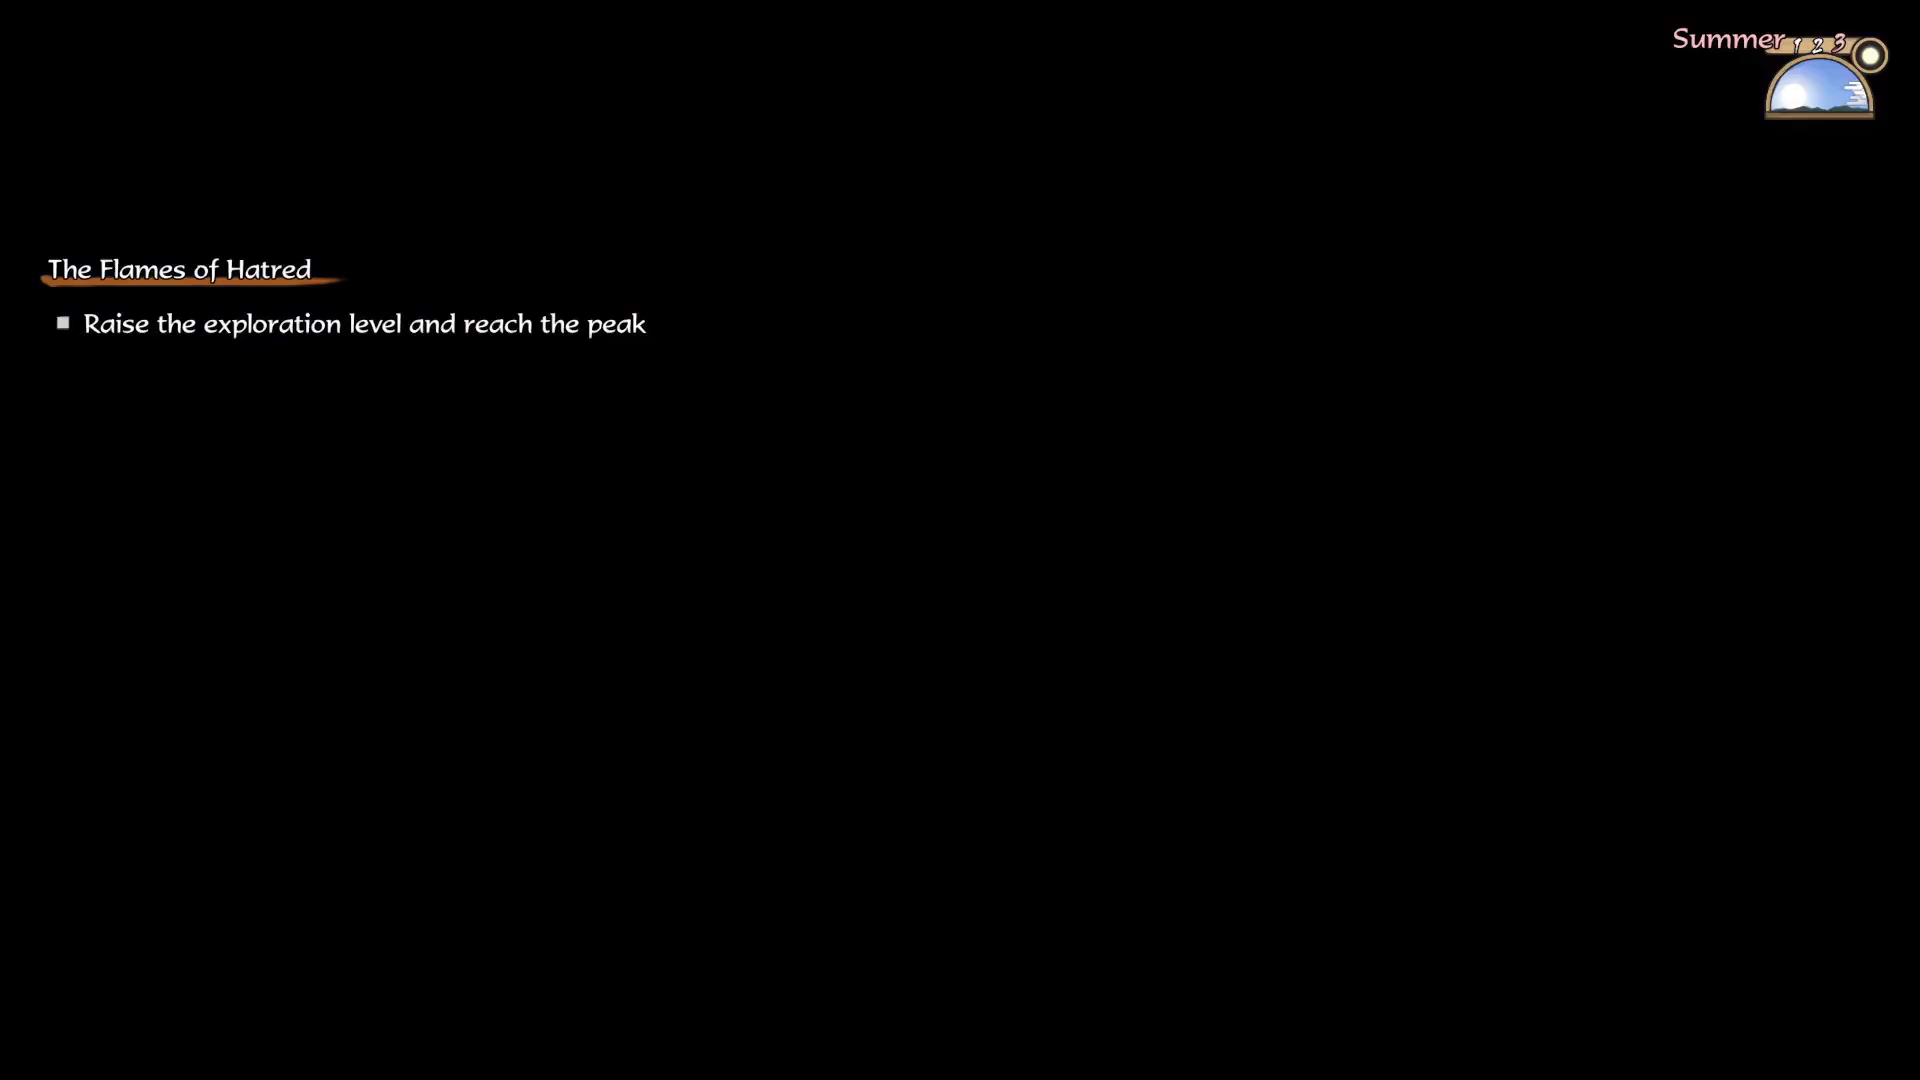 Summer 1 2 3
The Flames of Hatred
Raise the exploration level and reach the peak